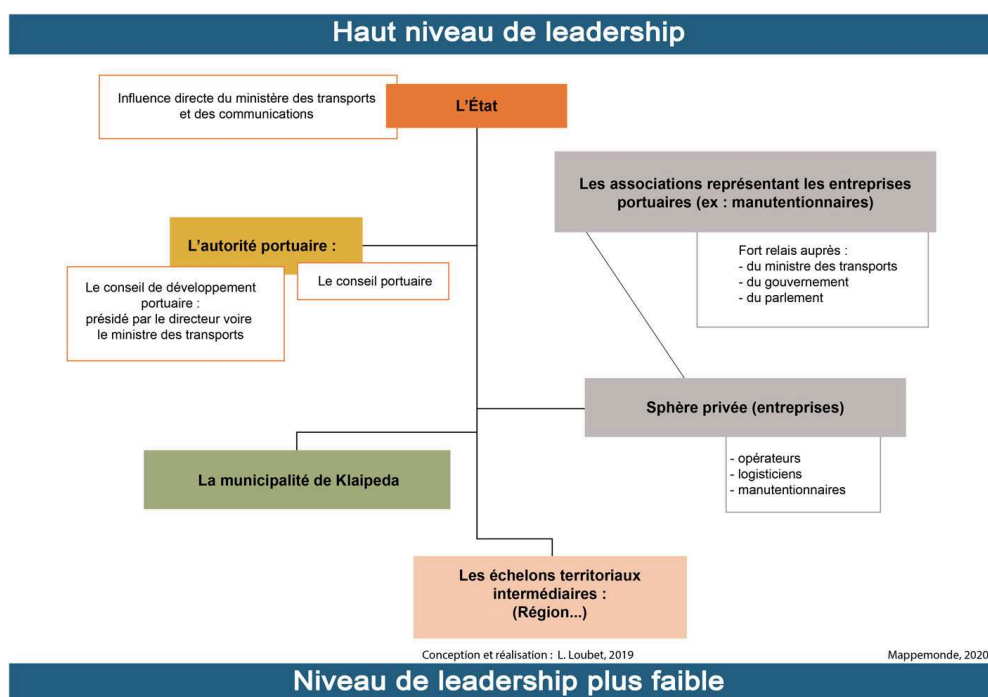 Haut niveau de leadership
Influence directe du ministère des transports
et des communications
L'État
Les associations représentant les entreprises
portuaires (ex : manutentionnaires)
Fort relais auprès :
- du ministre des transports
- du gouvernement
- du parlement
L'autorité portuaire :
Le conseil portuaire
Le conseil de développement
portuaire :
présidé par le directeur voire
le ministre des transports
Sphère privée (entreprises)
- opérateurs
- logisticiens
- manutentionnaires
La municipalité de Klaipeda
Les échelons territoriaux
intermédiaires :
(Région...)
Conception et réalisation : L. Loubet, 2019
Mappemonde, 2020
Niveau de leadership plus faible